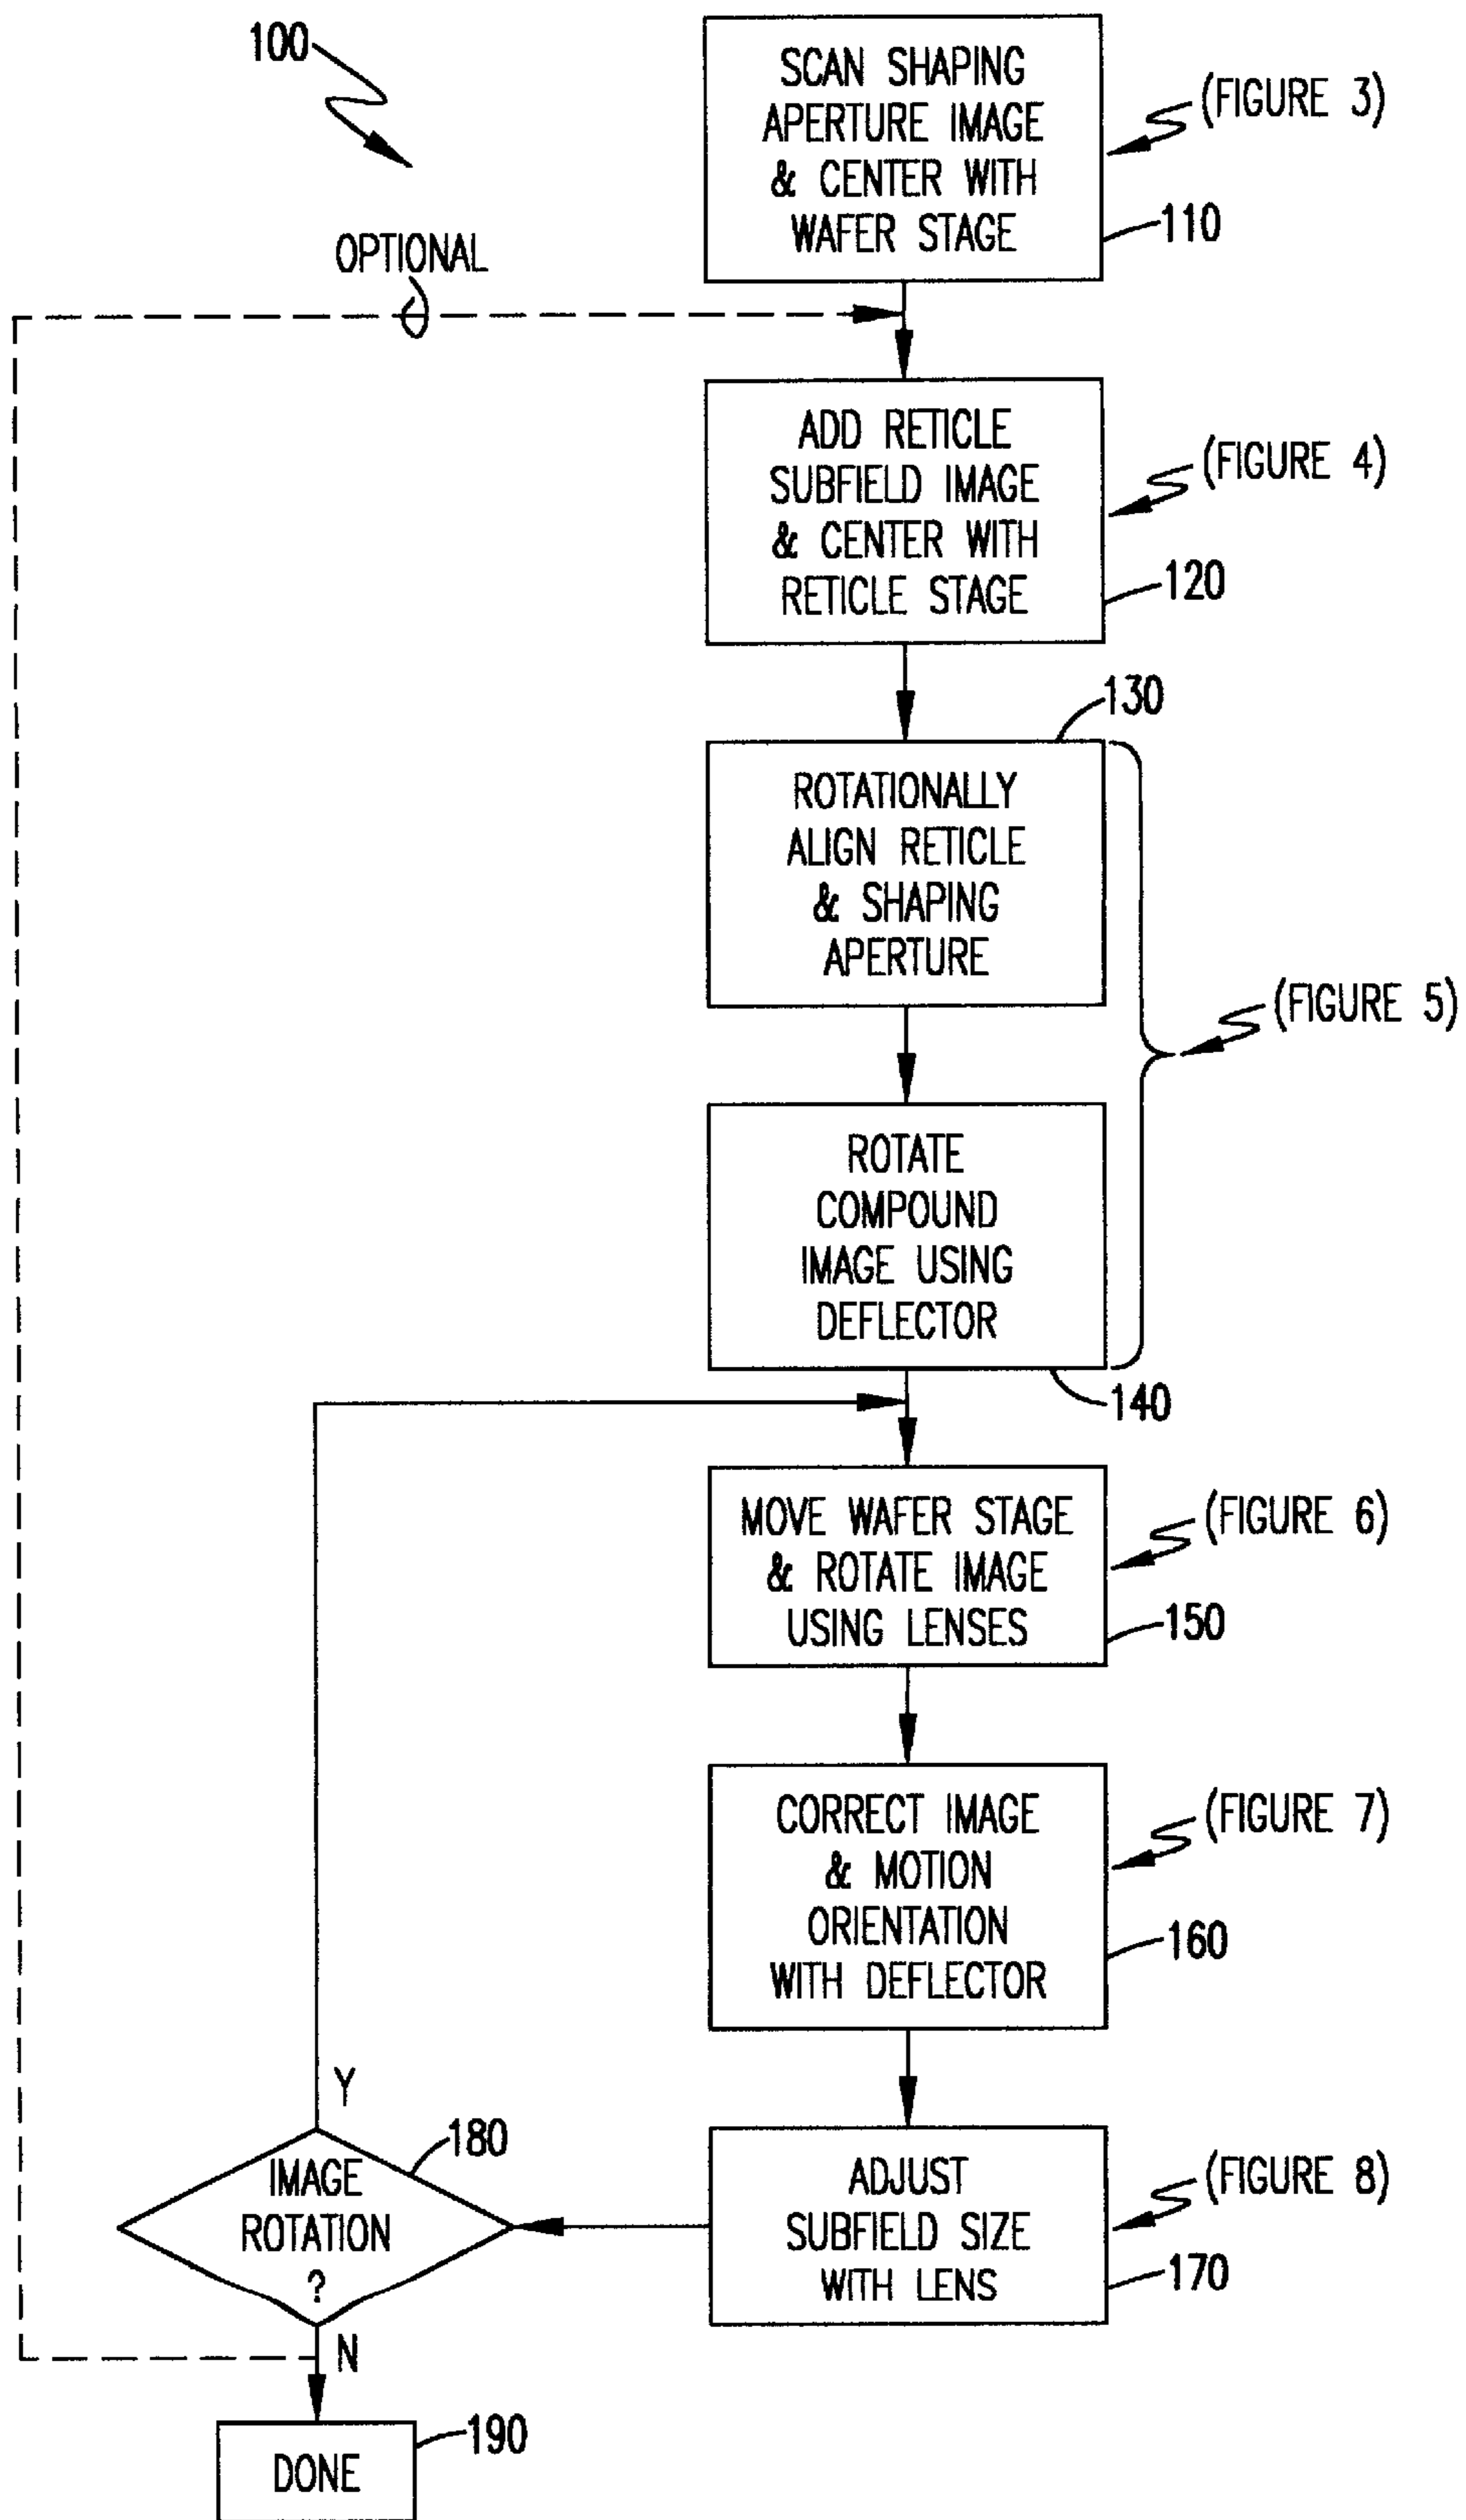 100
SCAN SHAPING
APERTURE IMAGE
& CENTER WITH
WAFER STAGE
(FIGURE 3)
110
OPTIONAL
ADD RETICLE
SUBFIELD IMAGE
& CENTER WITH
RETICLE STAGE
(FIGURE 4)
120
130
ROTATIONALLY
ALIGN RETICLE
& SHAPING
APERTURE
(FIGURE 5)
ROTATE
COMPOUND
IMAGE USING
DEFLECTOR
140
MOVE WAFER STAGE
& ROTATE IMAGE
USING LENSES
(FIGURE 6)
150
CORRECT IMAGE
& MOTION
ORIENTATION
WITH DEFLECTOR
(FIGURE 7)
160
ADJUST
SUBFIELD SIZE
WITH LENS
(FIGURE 8)
170
Y
180
IMAGE
ROTATION
?
N
DONE
190